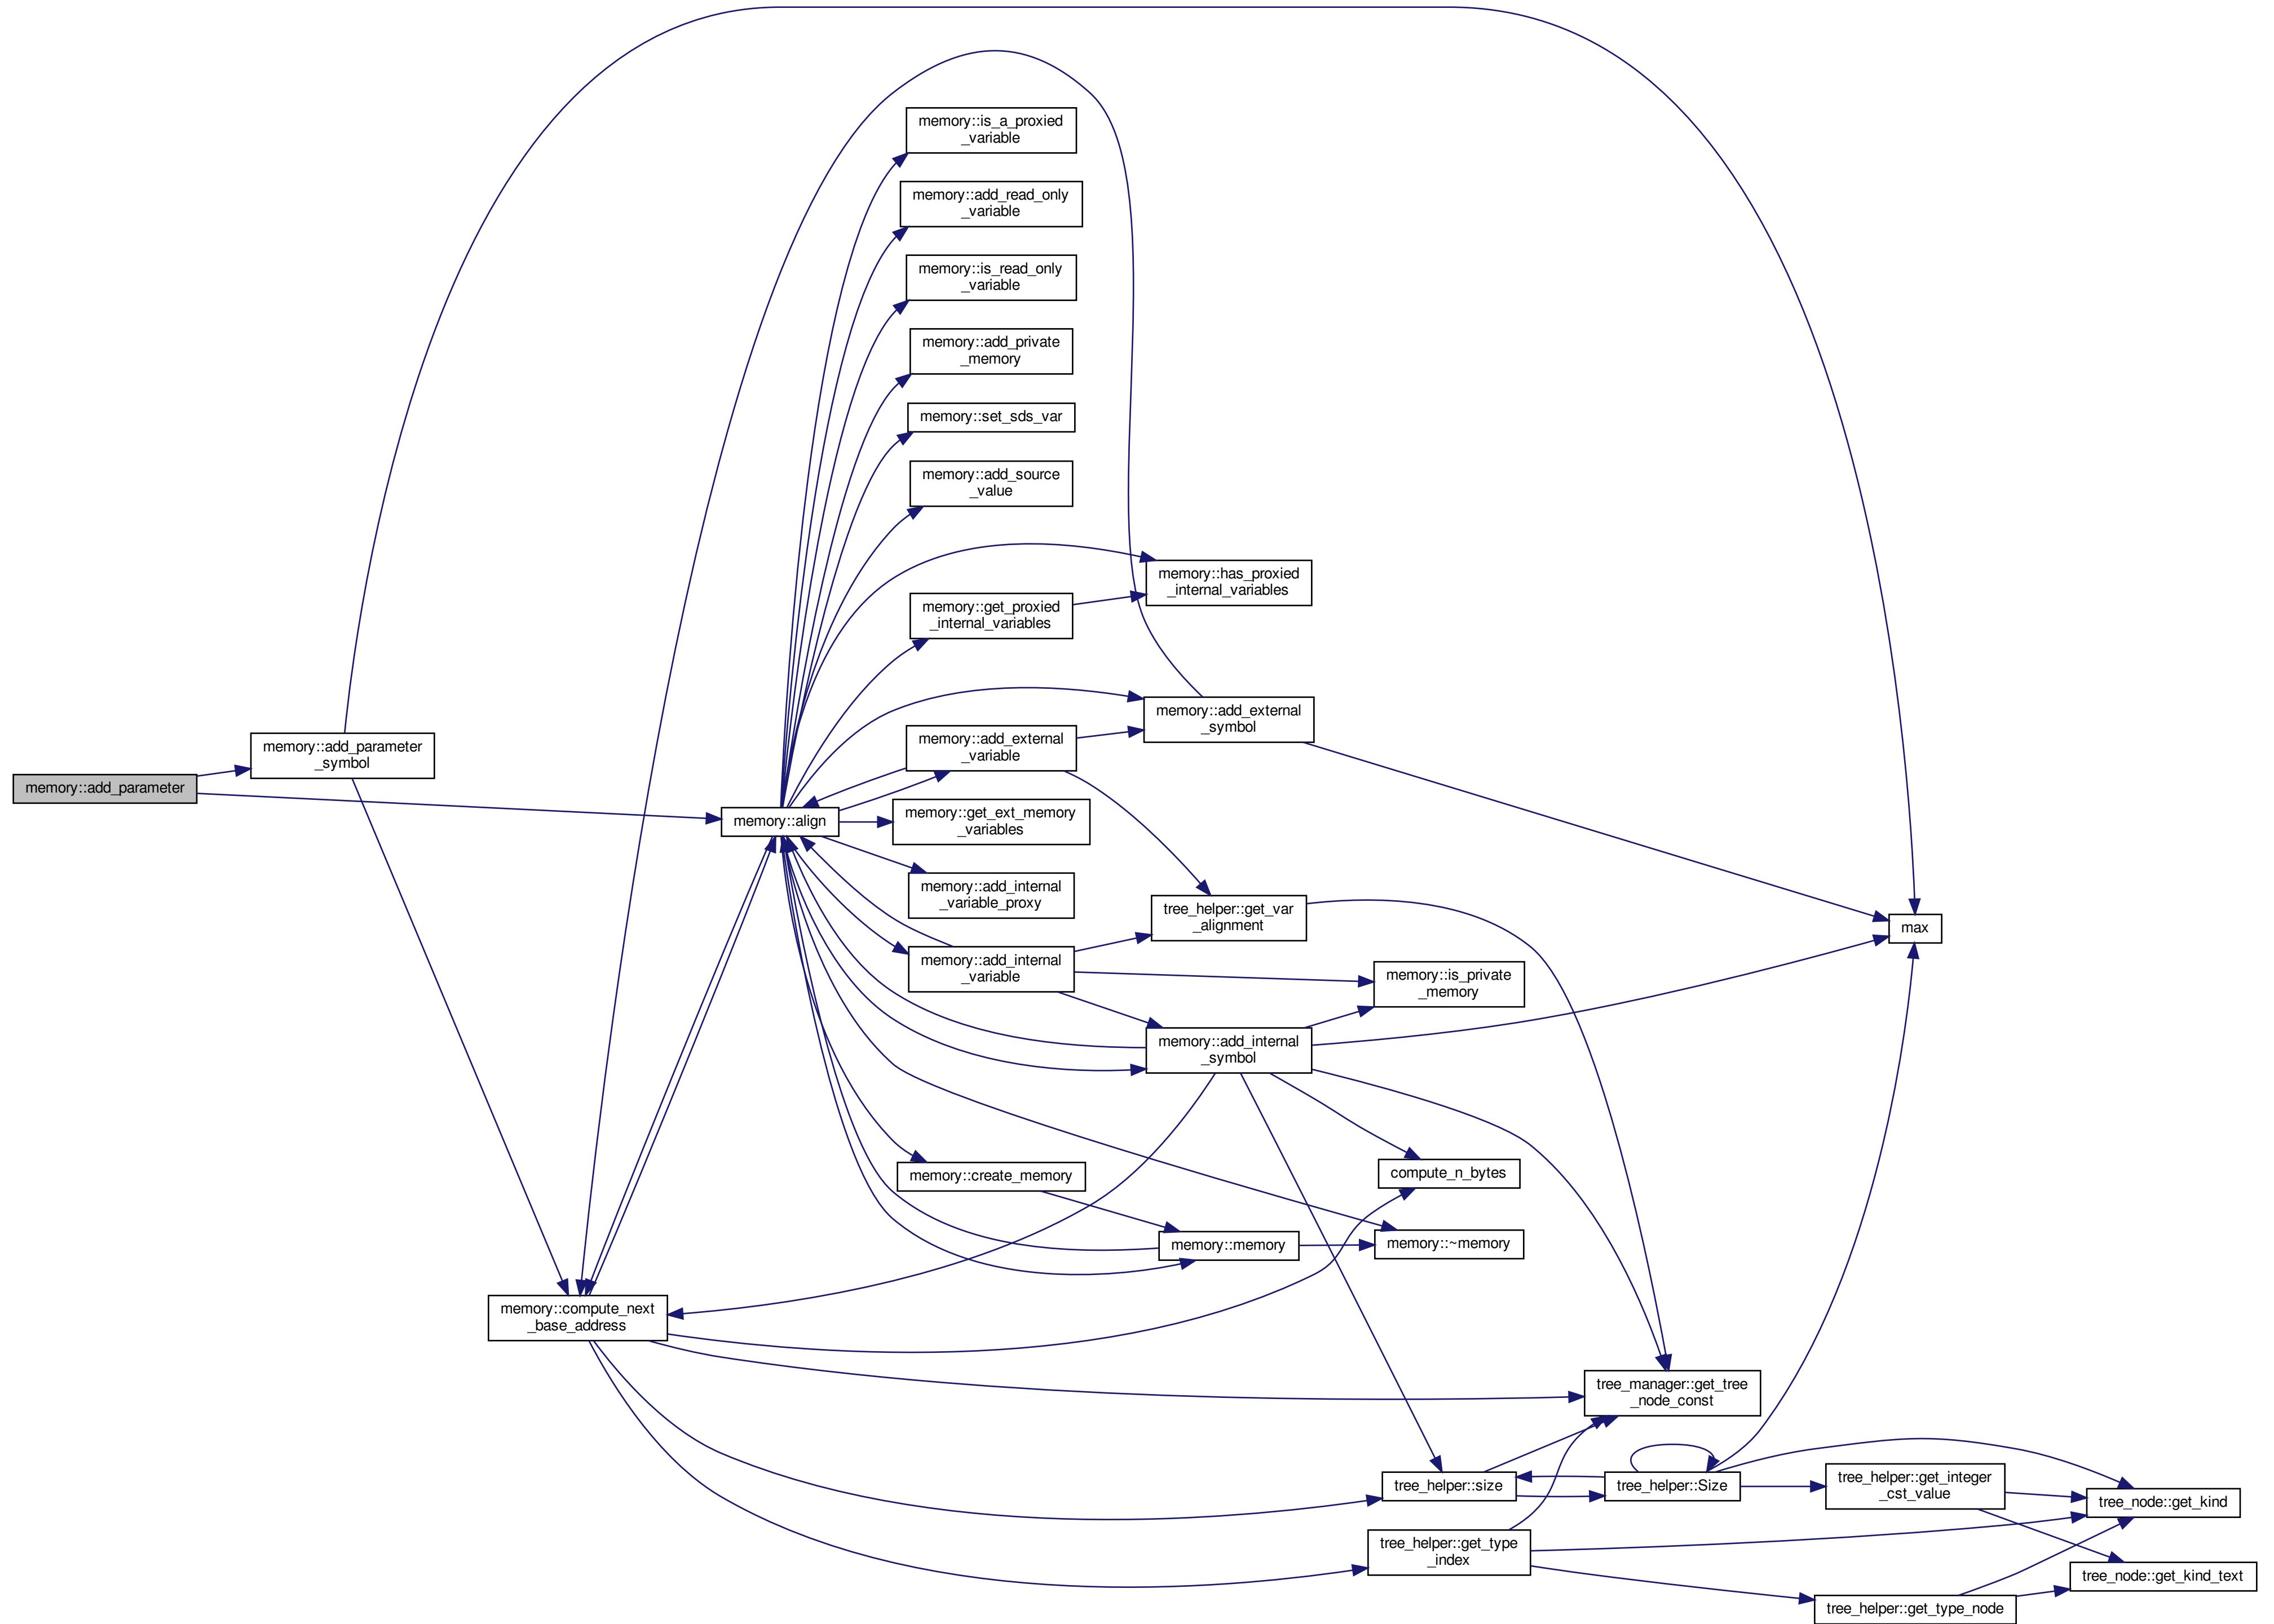 memory::is_a_proxied
_variable
memory::add_read_only
_variable
memory::is_read_only
_variable
memory::add_private
_memory
memory::set_sds_var
memory::add_source
_value
memory::has_proxied
_internal_variables
memory::get_proxied
_internal_variables
memory::add_external
_symbol
memory::add_parameter
_symbol
memory::add_external
_variable
memory::add_parameter
memory::align
memory::get_ext_memory
_variables
memory::add_internal
_variable_proxy
tree_helper::get_var
_alignment
max
memory::add_internal
_variable
memory::is_private
_memory
memory::add_internal
_symbol
memory::create_memory
compute_n_bytes
memory::memory
memory::~memory
memory::compute_next
_base_address
tree_manager::get_tree
_node_const
tree_helper::size
tree_helper::Size
tree_helper::get_integer
_cst_value
tree_node::get_kind
tree_helper::get_type
_index
tree_node::get_kind_text
tree_helper::get_type_node